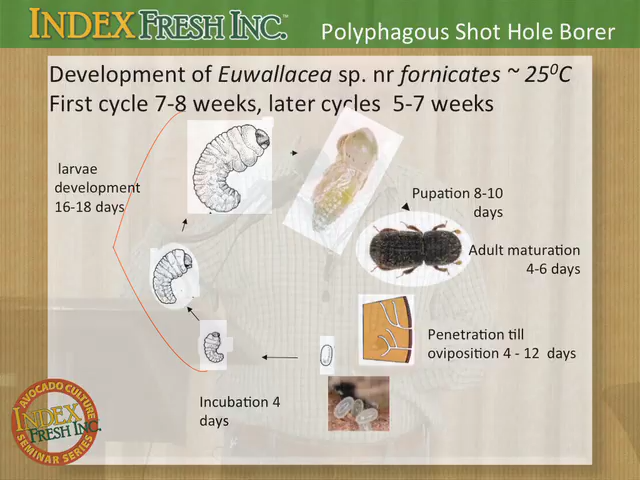 INDEX FRESH INC.™
Polyphagous Shot Hole Borer
Development of Euwallacea sp. nr fornicates ~ 25⁰C
First cycle 7-8 weeks, later cycles 5-7 weeks
larvae
development
16-18 days
Pupation 8-10
days
Adult maturation
4-6 days
Penetration till
oviposition 4 - 12 days
Incubation 4
days
AVOCADO CULTURE
INDEX
FRESH INC.
SEMINAR SERIES